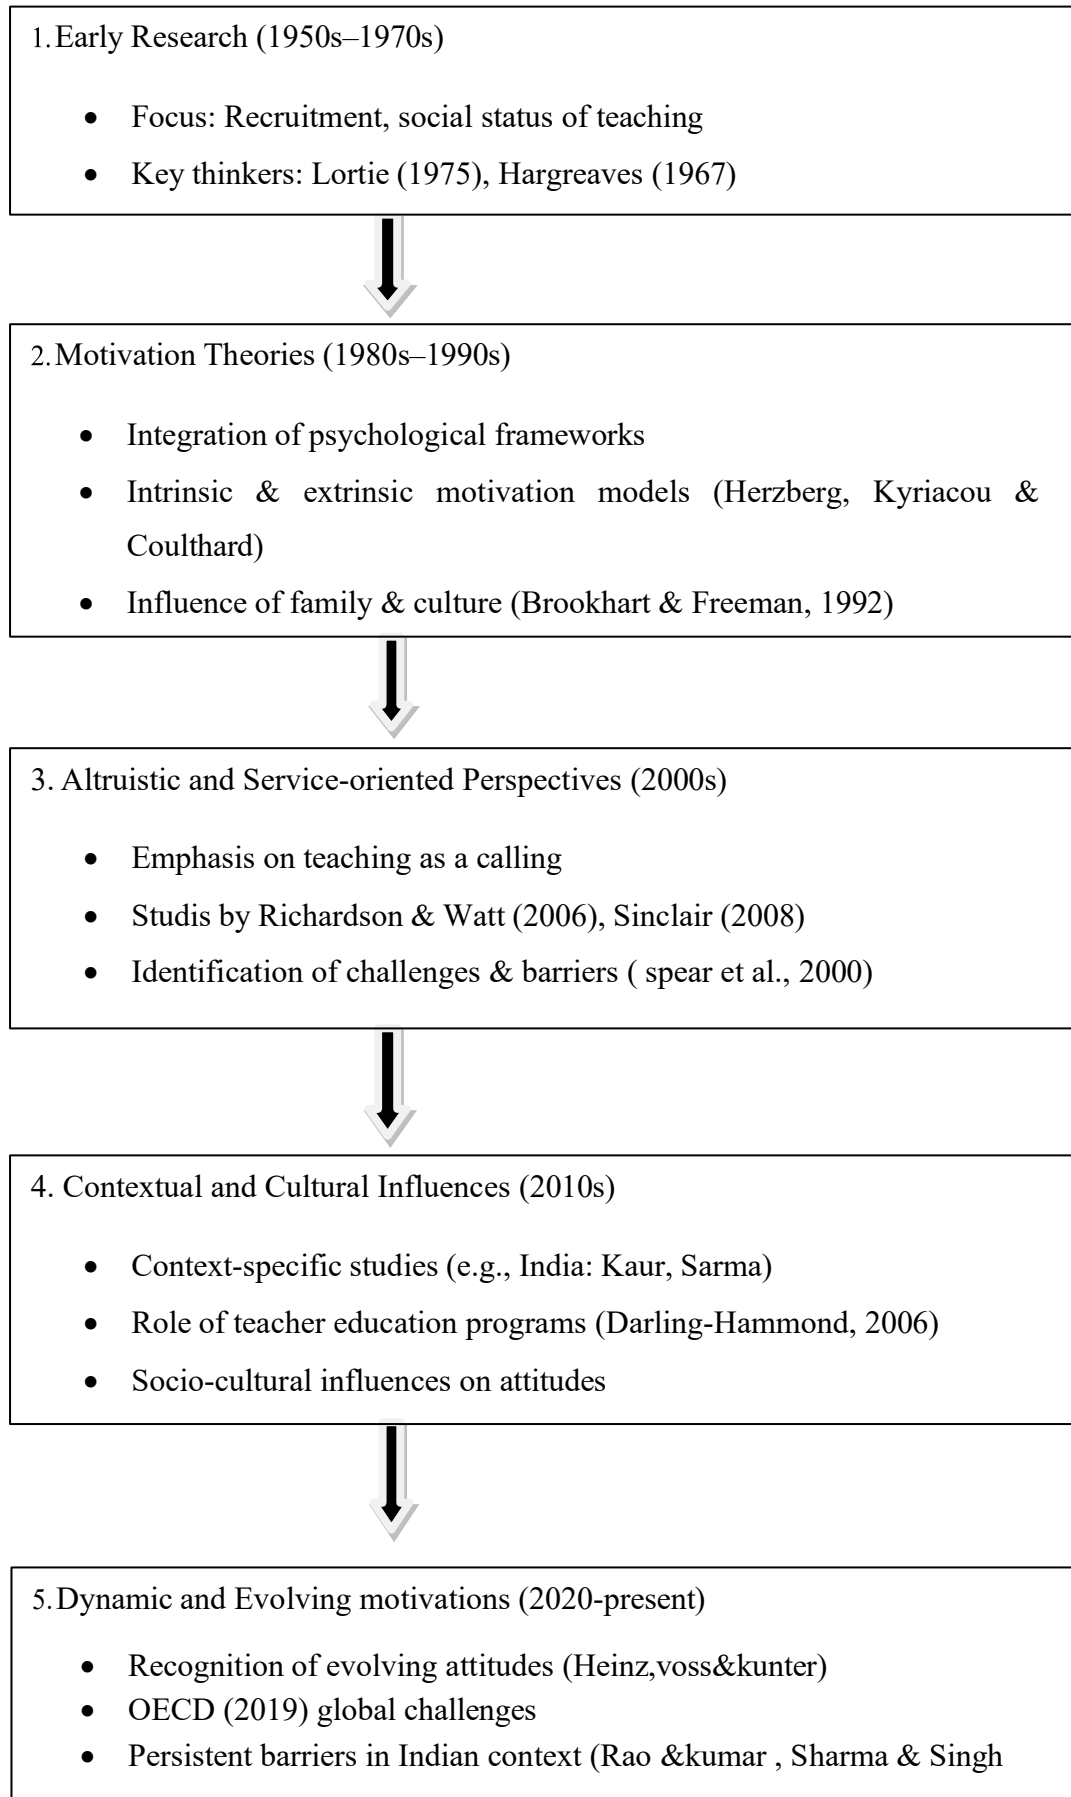 1. Early Research (1950s–1970s)
• Focus: Recruitment, social status of teaching
• Key thinkers: Lortie (1975), Hargreaves (1967)
2. Motivation Theories (1980s–1990s)
• Integration of psychological frameworks
• Intrinsic & extrinsic motivation models (Herzberg, Kyriacou &
Coulthard)
• Influence of family & culture (Brookhart & Freeman, 1992)
3. Altruistic and Service-oriented Perspectives (2000s)
• Emphasis on teaching as a calling
• Studis by Richardson & Watt (2006), Sinclair (2008)
• Identification of challenges & barriers ( spear et al., 2000)
4. Contextual and Cultural Influences (2010s)
• Context-specific studies (e.g., India: Kaur, Sarma)
• Role of teacher education programs (Darling-Hammond, 2006)
• Socio-cultural influences on attitudes
5. Dynamic and Evolving motivations (2020-present)
• Recognition of evolving attitudes (Heinz,voss&kunter)
• OECD (2019) global challenges
• Persistent barriers in Indian context (Rao &kumar , Sharma & Singh